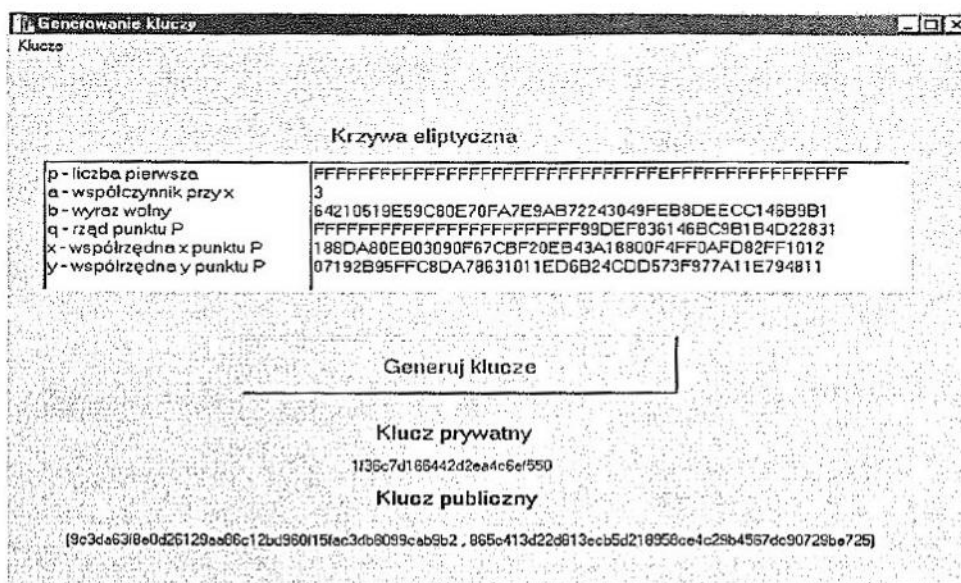 Generowanie kluczy
Klucze
Krzywa eliptyczna
p - liczba pierwsza FFFFFFFFFFFFFFFFFFFFFFFFFFFFFFFEFFFFFFFFFFFFFFFF
a - współczynnik przy x 3
b - wyraz wolny 64210519E59C80E70FA7E9AB72243049FEB8DEECC146B9B1
q - rząd punktu P FFFFFFFFFFFFFFFFFFFFFFFF99DEF836146BC9B1B4D22831
x - współrzędna x punktu P 188DA80EB03090F67CBF20EB43A18800F4FF0AFD82FF1012
y - współrzędna y punktu P 07192B95FFC8DA78631011ED6B24CDD573F977A11E794811
Generuj klucze
Klucz prywatny
Klucz publiczny